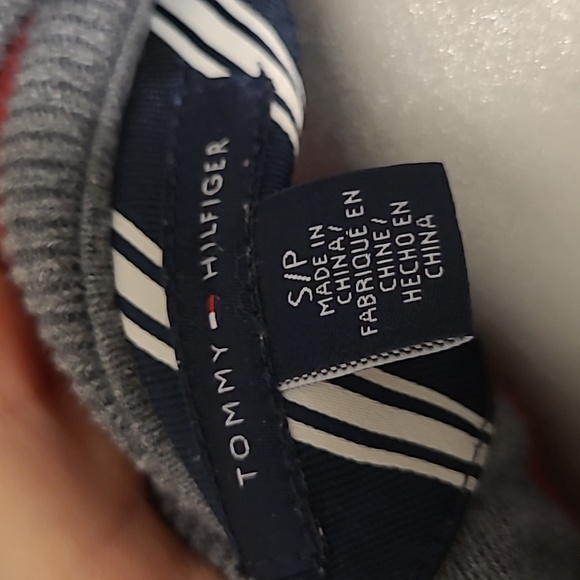 TOMMY HILFIGER
S/P
MADE IN
CHINA/
FABRIQUÉ EN
CHINE/
HECHO EN
CHINA